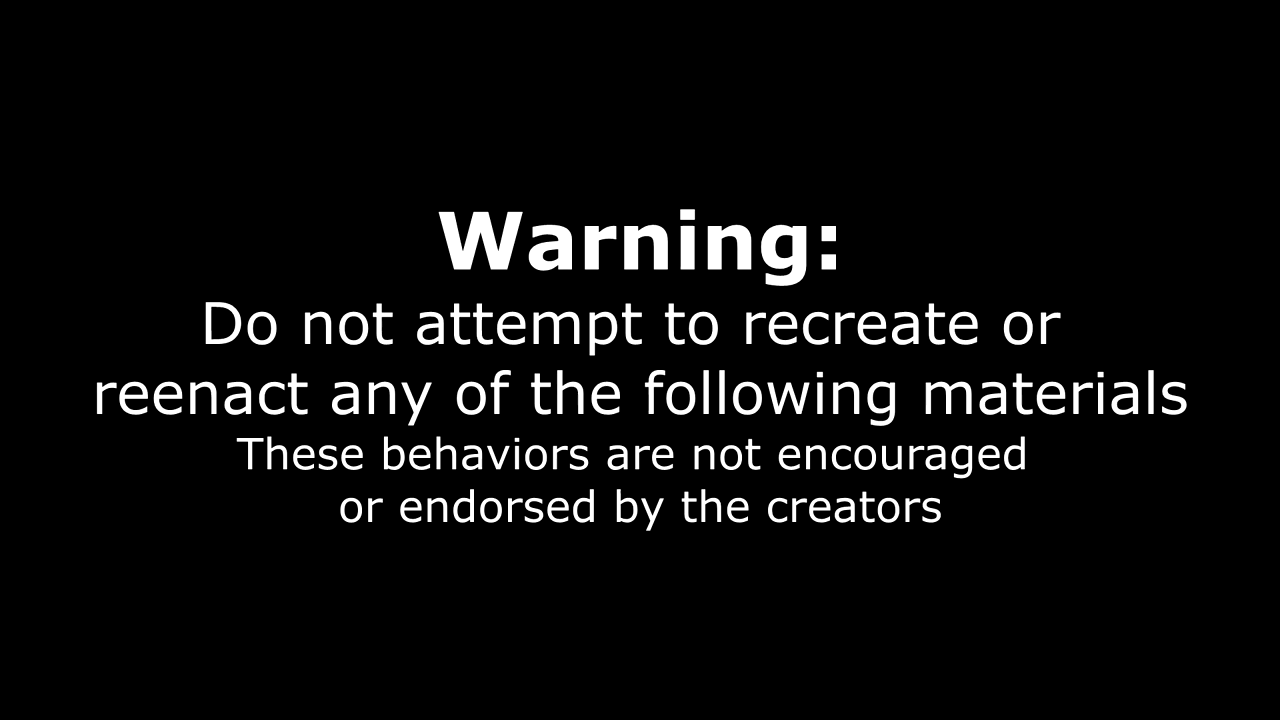 Warning:
Do not attempt to recreate or
reenact any of the following materials
These behaviors are not encouraged
or endorsed by the creators